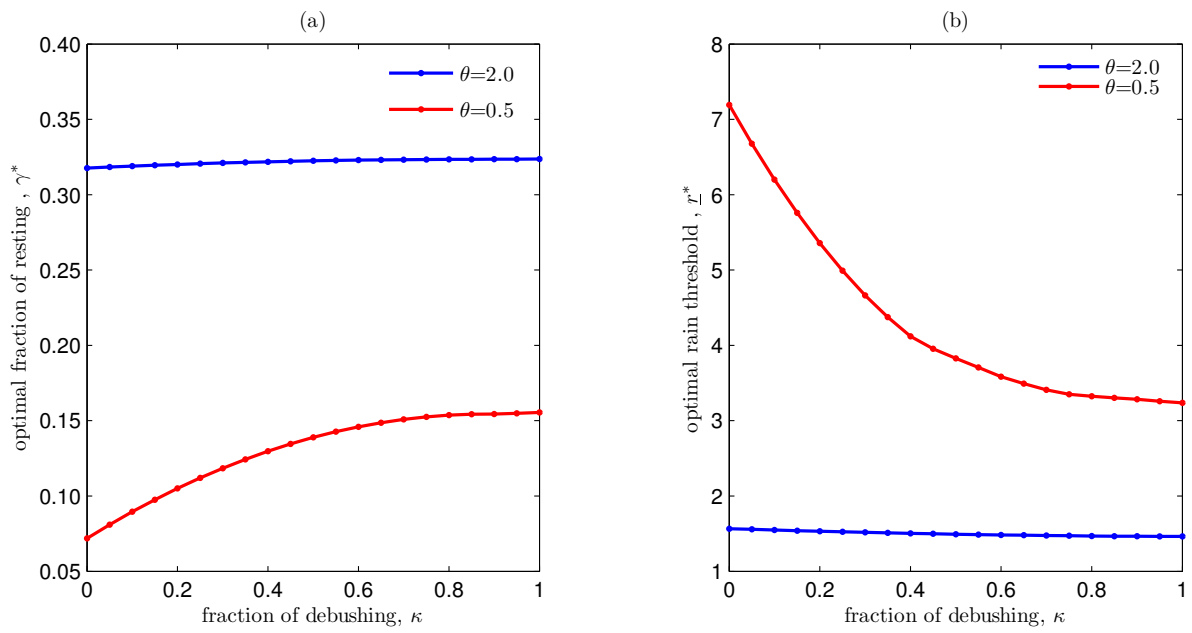 (a)
0.40
0.35
0.30
0.25
0.20
0.15
0.10
0.05
0 0.2 0.4 0.6 0.8 1
optimal fraction of resting , γ*
fraction of debushing, κ
θ=2.0
θ=0.5
(b)
8
7
6
5
4
3
2
1
0 0.2 0.4 0.6 0.8 1
optimal rain threshold , r*
fraction of debushing, κ
θ=2.0
θ=0.5